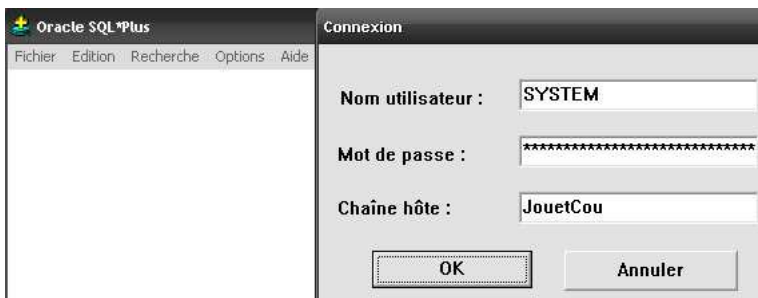 Oracle SQL*Plus
Fichier Edition Recherche Options Aide
Connexion
Nom utilisateur : SYSTEM
Mot de passe : ****************************
Chaîne hôte : JouetCou
OK Annuler